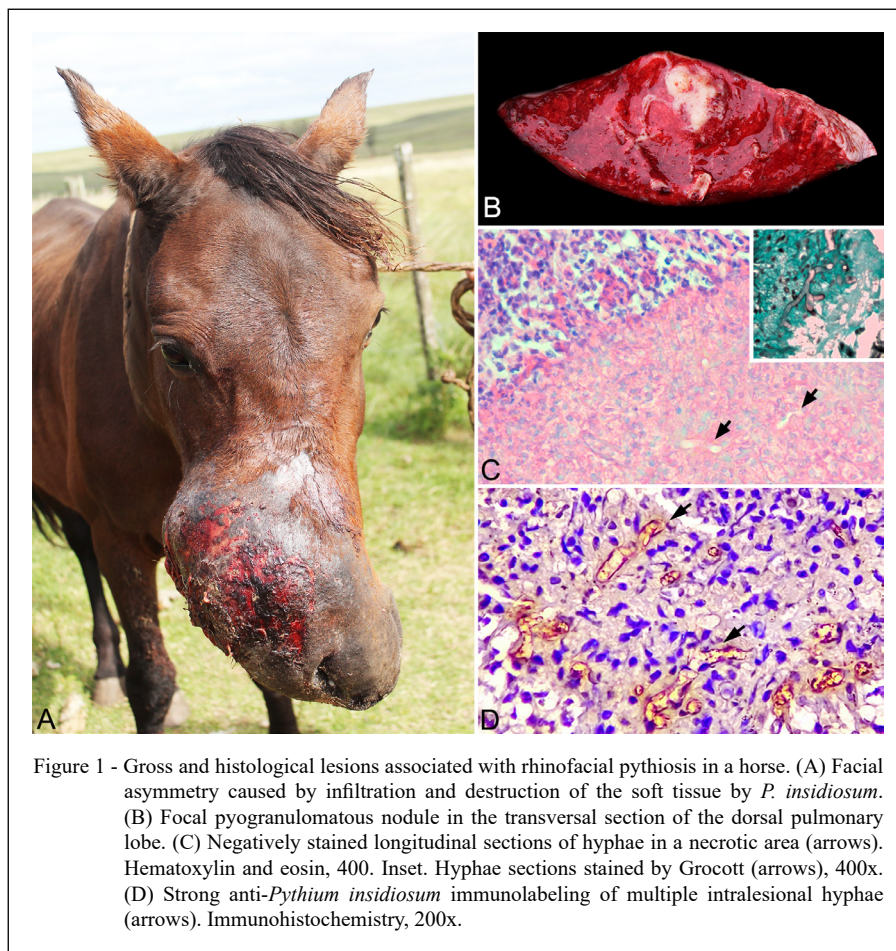 A
B
C
D
Figure 1 - Gross and histological lesions associated with rhinofacial pythiosis in a horse. (A) Facial
asymmetry caused by infiltration and destruction of the soft tissue by P. insidiosum.
(B) Focal pyogranulomatous nodule in the transversal section of the dorsal pulmonary
lobe. (C) Negatively stained longitudinal sections of hyphae in a necrotic area (arrows).
Hematoxylin and eosin, 400. Inset. Hyphae sections stained by Grocott (arrows), 400x.
(D) Strong anti-Pythium insidiosum immunolabeling of multiple intralesional hyphae
(arrows). Immunohistochemistry, 200x.